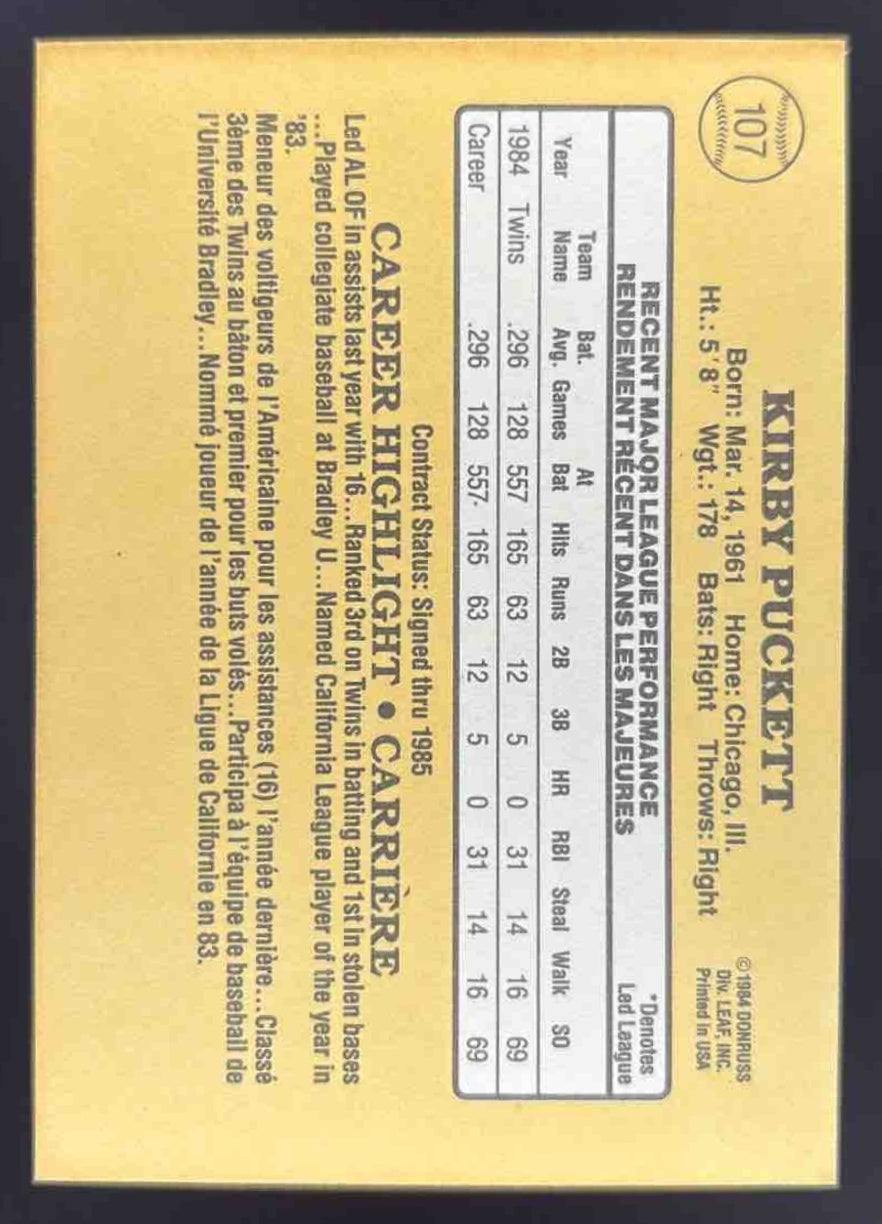 107
KIRBY PUCKETT
Born: Mar. 14, 1961 Home: Chicago, Ill.
Ht.: 5'8" Wgt.: 178 Bats: Right Throws: Right
© 1984 DONRUSS
Div. LEAF, INC.
Printed in USA
RECENT MAJOR LEAGUE PERFORMANCE
RENDEMENT RÉCENT DANS LES MAJEURES
*Denotes
Led League
Year Team Name Bat. Avg. Games At Bat Hits Runs 2B 3B HR RBI Steal Walk SO
1984 Twins .296 128 557 165 63 12 5 0 31 14 16 69
Career .296 128 557 165 63 12 5 0 31 14 16 69
Contract Status: Signed thru 1985
CAREER HIGHLIGHT • CARRIÈRE
Led AL OF in assists last year with 16...Ranked 3rd on Twins in batting and 1st in stolen bases
...Played collegiate baseball at Bradley U...Named California League player of the year in
'83.
Meneur des voltigeurs de l'Américaine pour les assistances (16) l'année dernière...Classé
3ème des Twins au bâton et premier pour les buts volés...Participa à l'équipe de baseball de
l'Université Bradley...Nommé joueur de l'année de la Ligue de Californie en 83.